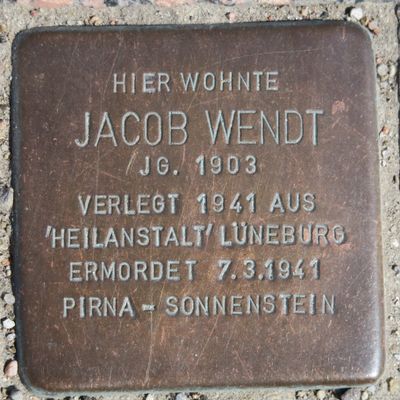 HIER WOHNTE
JACOB WENDT
JG. 1903
VERLEGT 1941 AUS
'HEILANSTALT' LÜNEBURG
ERMORDET 7.3.1941
PIRNA - SONNENSTEIN